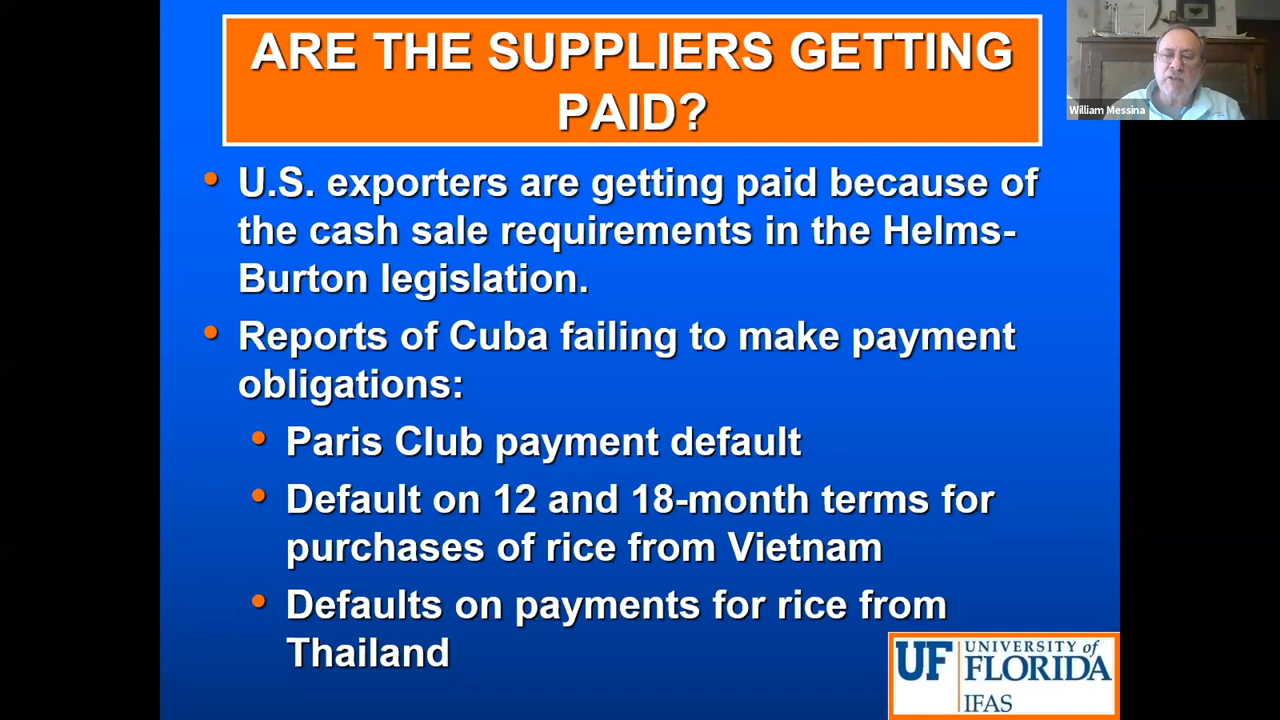 ARE THE SUPPLIERS GETTING
PAID?
William Messina
• U.S. exporters are getting paid because of
the cash sale requirements in the Helms-
Burton legislation.
• Reports of Cuba failing to make payment
obligations:
• Paris Club payment default
• Default on 12 and 18-month terms for
purchases of rice from Vietnam
• Defaults on payments for rice from
Thailand
UF UNIVERSITY of
FLORIDA
IFAS